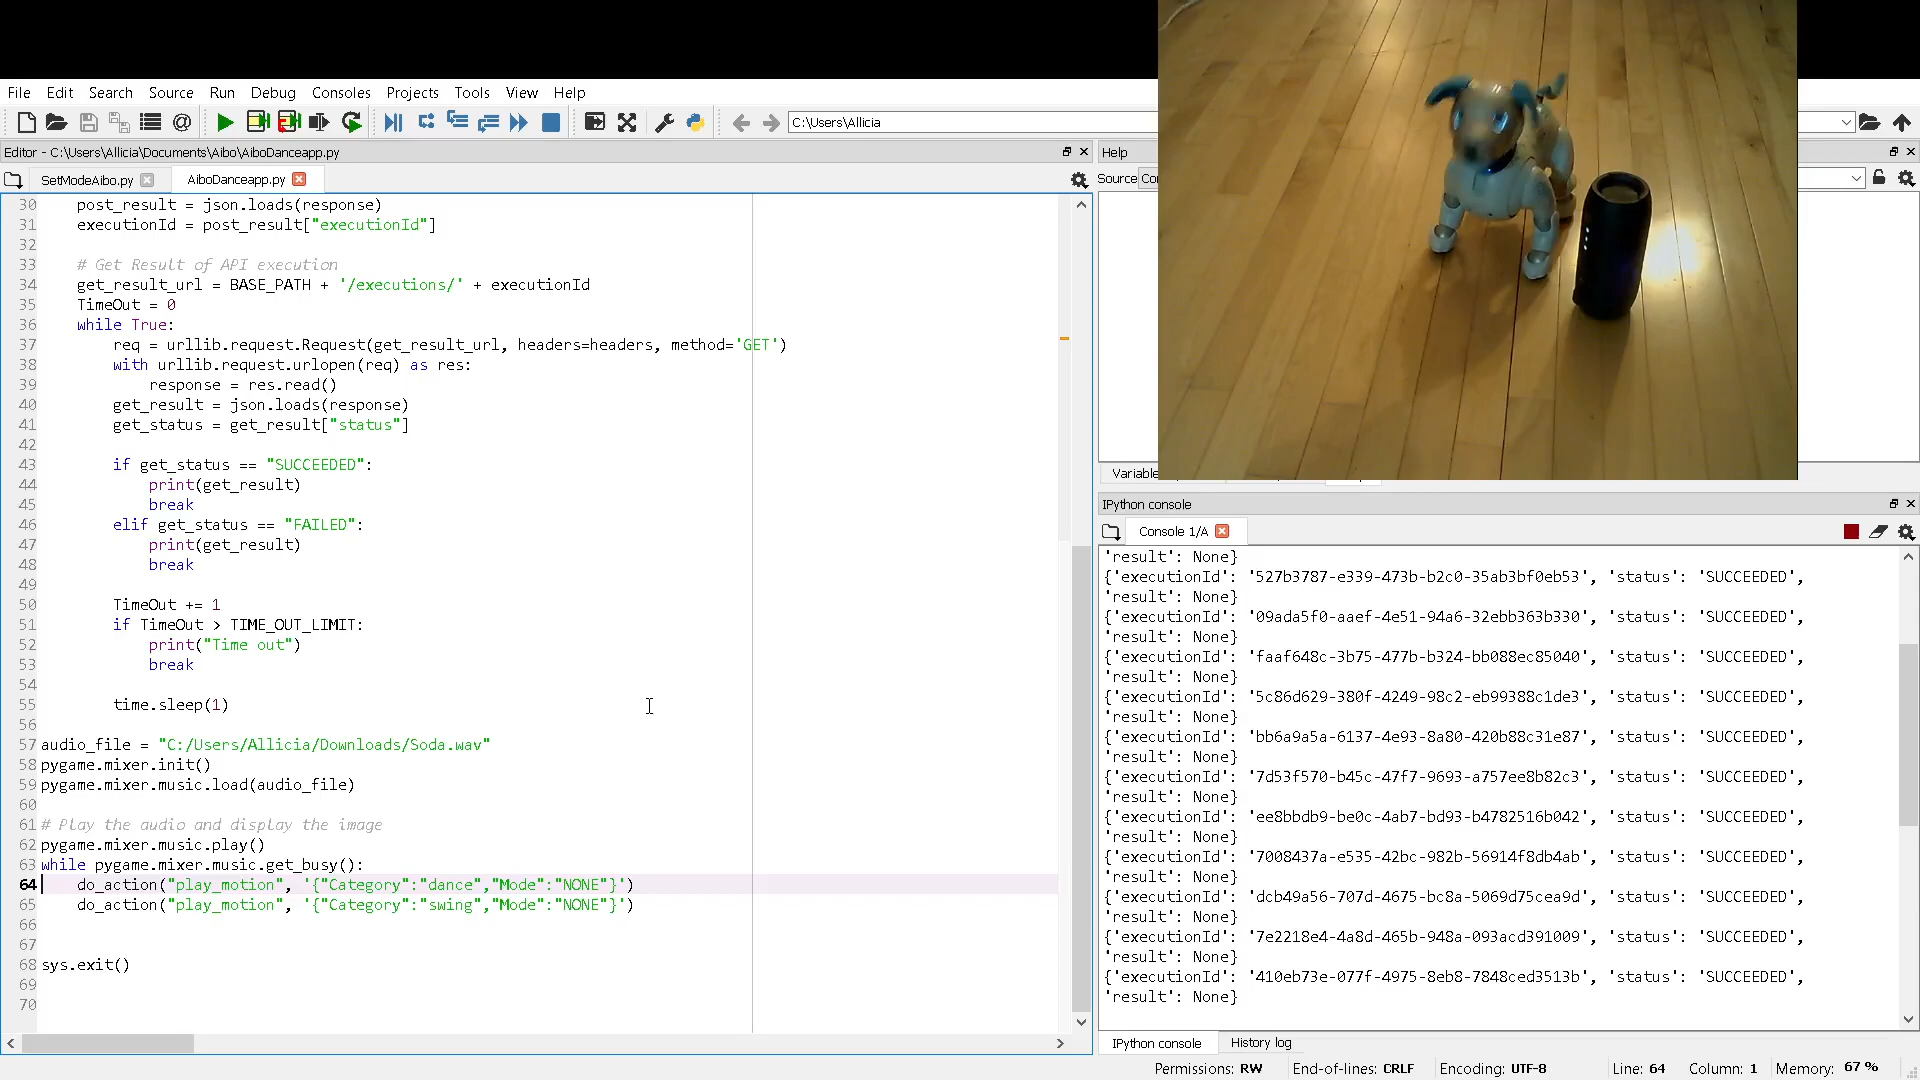 File Edit Search Source Run Debug Consoles Projects Tools View Help
C:\Users\Allicia
Editor - C:\Users\Allicia\Documents\Aibo\AiboDanceapp.py
SetModeAibo.py
AiboDanceapp.py
30 post_result = json.loads(response)
31 executionId = post_result["executionId"]
32
33 # Get Result of API execution
34 get_result_url = BASE_PATH + '/executions/' + executionId
35 TimeOut = 0
36 while True:
37 req = urllib.request.Request(get_result_url, headers=headers, method='GET')
38 with urllib.request.urlopen(req) as res:
39 response = res.read()
40 get_result = json.loads(response)
41 get_status = get_result["status"]
42
43 if get_status == "SUCCEEDED":
44 print(get_result)
45 break
46 elif get_status == "FAILED":
47 print(get_result)
48 break
49
50 TimeOut += 1
51 if TimeOut > TIME_OUT_LIMIT:
52 print("Time out")
53 break
54
55 time.sleep(1)
56
57 audio_file = "C:/Users/Allicia/Downloads/Soda.wav"
58 pygame.mixer.init()
59 pygame.mixer.music.load(audio_file)
60
61 # Play the audio and display the image
62 pygame.mixer.music.play()
63 while pygame.mixer.music.get_busy():
64 do_action("play_motion", '{"Category":"dance","Mode":"NONE"}')
65 do_action("play_motion", '{"Category":"swing","Mode":"NONE"}')
66
67
68 sys.exit()
69
70
Help
Source Co
Variable
IPython console
Console 1/A
'result': None}
{'executionId': '527b3787-e339-473b-b2c0-35ab3bf0eb53', 'status': 'SUCCEEDED',
'result': None}
{'executionId': '09ada5f0-aaef-4e51-94a6-32ebb363b330', 'status': 'SUCCEEDED',
'result': None}
{'executionId': 'faaf648c-3b75-477b-b324-bb088ec85040', 'status': 'SUCCEEDED',
'result': None}
{'executionId': '5c86d629-380f-4249-98c2-eb99388c1de3', 'status': 'SUCCEEDED',
'result': None}
{'executionId': 'bb6a9a5a-6137-4e93-8a80-420b88c31e87', 'status': 'SUCCEEDED',
'result': None}
{'executionId': '7d53f570-b45c-47f7-9693-a757ee8b82c3', 'status': 'SUCCEEDED',
'result': None}
{'executionId': 'ee8bbdb9-be0c-4ab7-bd93-b4782516b042', 'status': 'SUCCEEDED',
'result': None}
{'executionId': '7008437a-e535-42bc-982b-56914f8db4ab', 'status': 'SUCCEEDED',
'result': None}
{'executionId': 'dcb49a56-707d-4675-bc8a-5069d75cea9d', 'status': 'SUCCEEDED',
'result': None}
{'executionId': '7e2218e4-4a8d-465b-948a-093acd391009', 'status': 'SUCCEEDED',
'result': None}
{'executionId': '410eb73e-077f-4975-8eb8-7848ced3513b', 'status': 'SUCCEEDED',
'result': None}
IPython console History log
Permissions: RW End-of-lines: CRLF Encoding: UTF-8 Line: 64 Column: 1 Memory: 67 %